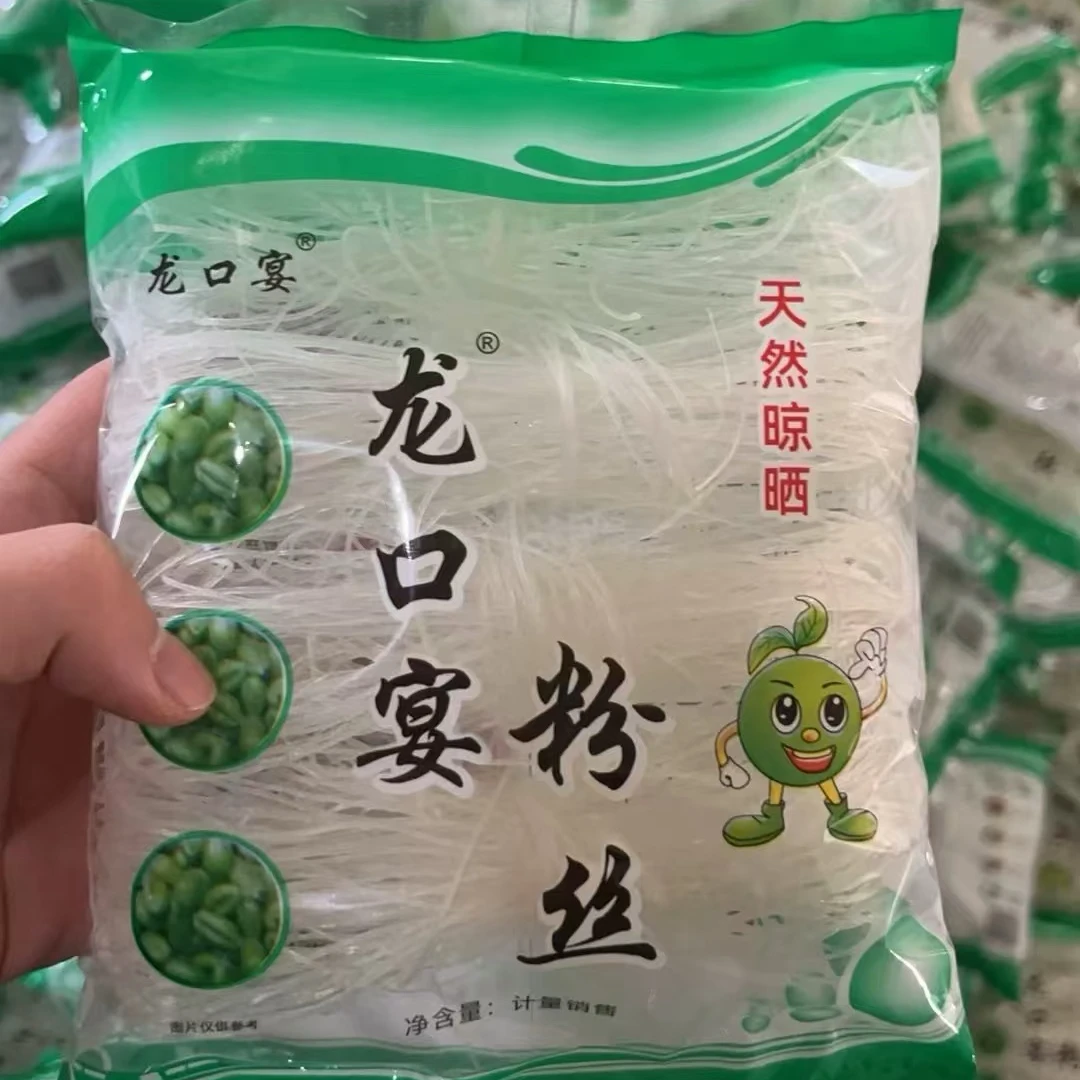 龙口宴®
龙口宴®
粉丝
天然晾晒
图片仅供参考
净含量：计量销售